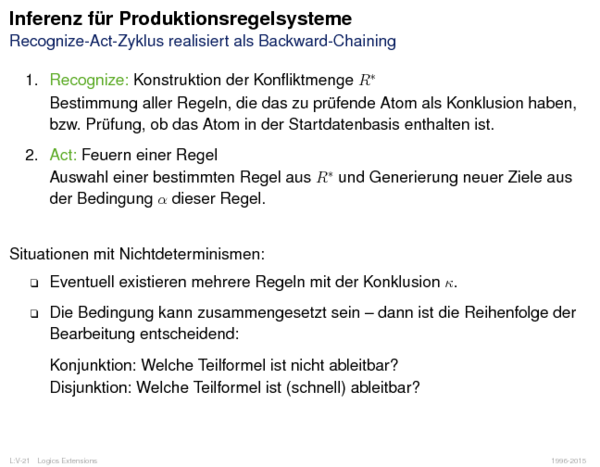 Inferenz für Produktionsregelsysteme
Recognize-Act-Zyklus realisiert als Backward-Chaining
1. Recognize: Konstruktion der Konfliktmenge R*
Bestimmung aller Regeln, die das zu prüfende Atom als Konklusion haben,
bzw. Prüfung, ob das Atom in der Startdatenbasis enthalten ist.
2. Act: Feuern einer Regel
Auswahl einer bestimmten Regel aus R* und Generierung neuer Ziele aus
der Bedingung α dieser Regel.
Situationen mit Nichtdeterminismen:
❑ Eventuell existieren mehrere Regeln mit der Konklusion κ.
❑ Die Bedingung kann zusammengesetzt sein – dann ist die Reihenfolge der
Bearbeitung entscheidend:
Konjunktion: Welche Teilformel ist nicht ableitbar?
Disjunktion: Welche Teilformel ist (schnell) ableitbar?
L:V-21 Logics Extensions
1996-2015